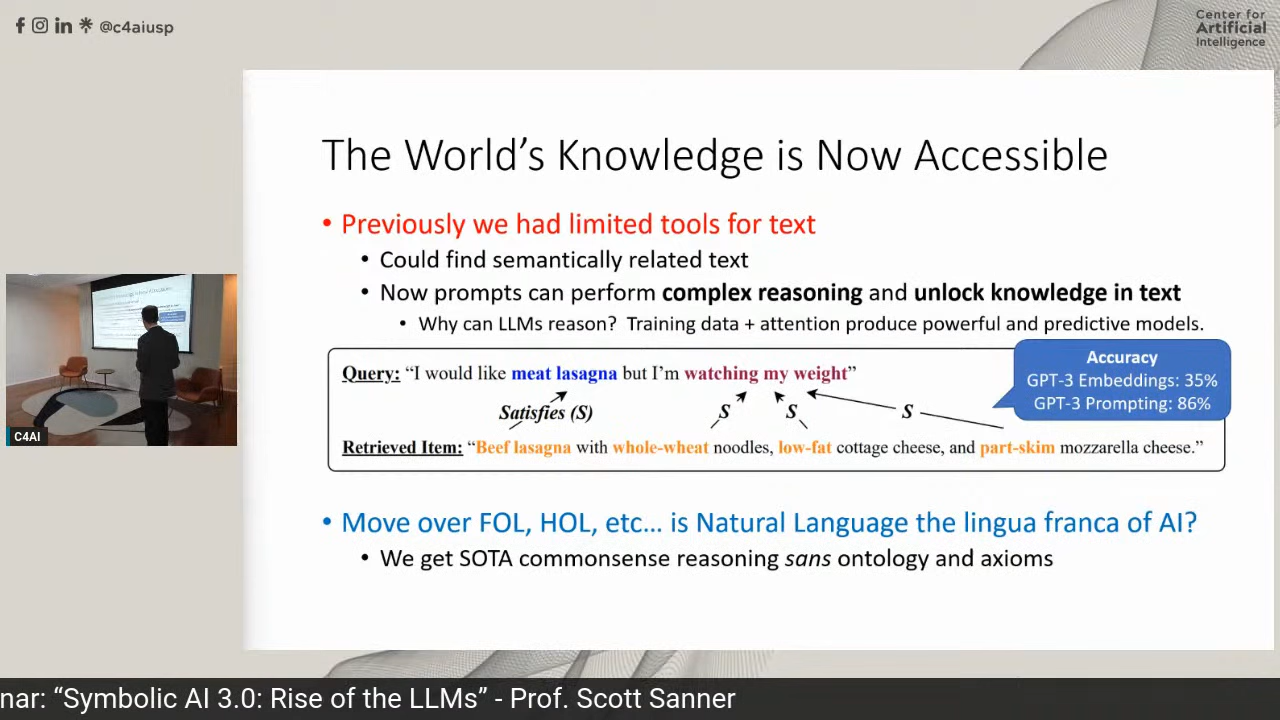 @c4aiusp
Center for
Artificial
Intelligence
The World's Knowledge is Now Accessible
• Previously we had limited tools for text
• Could find semantically related text
• Now prompts can perform complex reasoning and unlock knowledge in text
• Why can LLMs reason? Training data + attention produce powerful and predictive models.
Query: “I would like meat lasagna but I'm watching my weight”
Accuracy
GPT-3 Embeddings: 35%
GPT-3 Prompting: 86%
Satisfies (S) S S S
Retrieved Item: “Beef lasagna with whole-wheat noodles, low-fat cottage cheese, and part-skim mozzarella cheese.”
• Move over FOL, HOL, etc… is Natural Language the lingua franca of AI?
• We get SOTA commonsense reasoning sans ontology and axioms
C4AI
nar: “Symbolic AI 3.0: Rise of the LLMs” - Prof. Scott Sanner